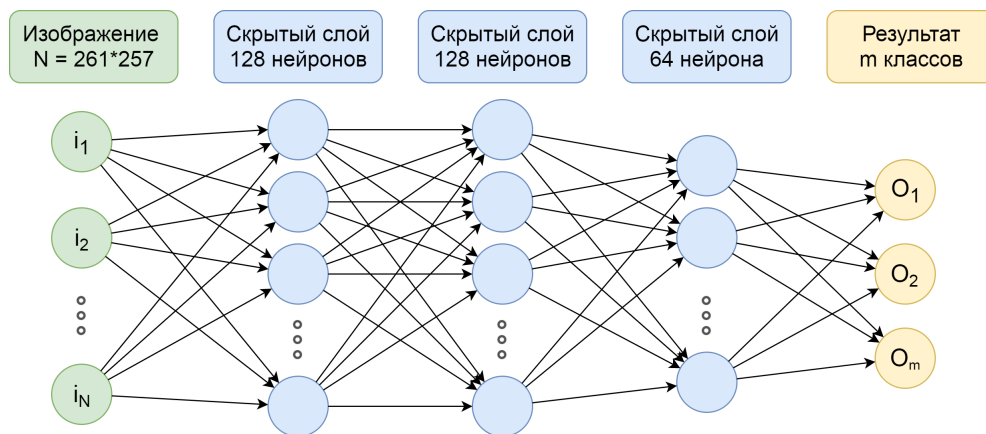 Изображение
N = 261*257
Скрытый слой
128 нейронов
Скрытый слой
128 нейронов
Скрытый слой
64 нейрона
Результат
m классов
i1
i2
iN
O1
O2
Om